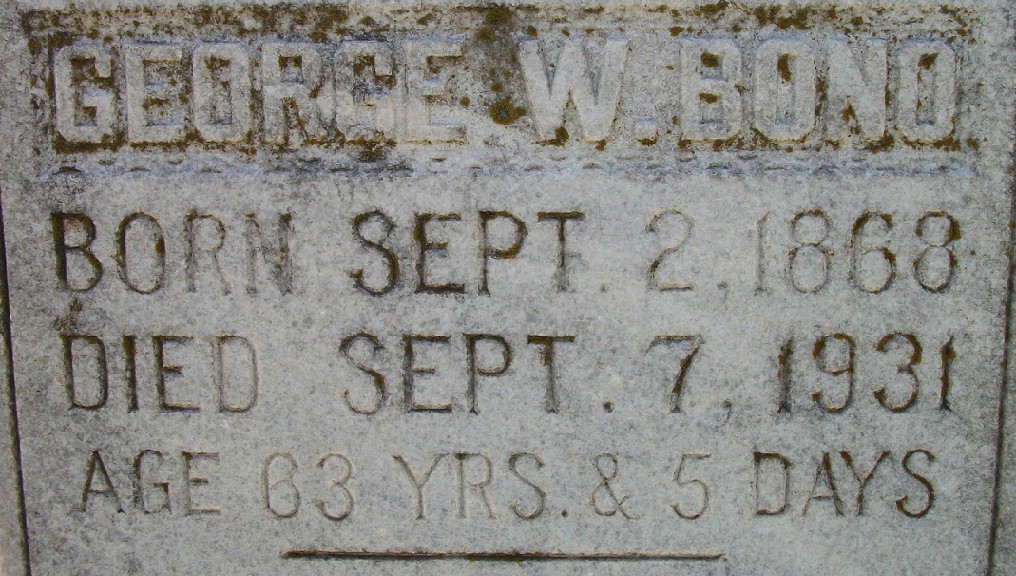 GEORGE W. BOND
BORN SEPT. 2, 1868
DIED SEPT. 7, 1931
AGE 63 YRS. & 5 DAYS